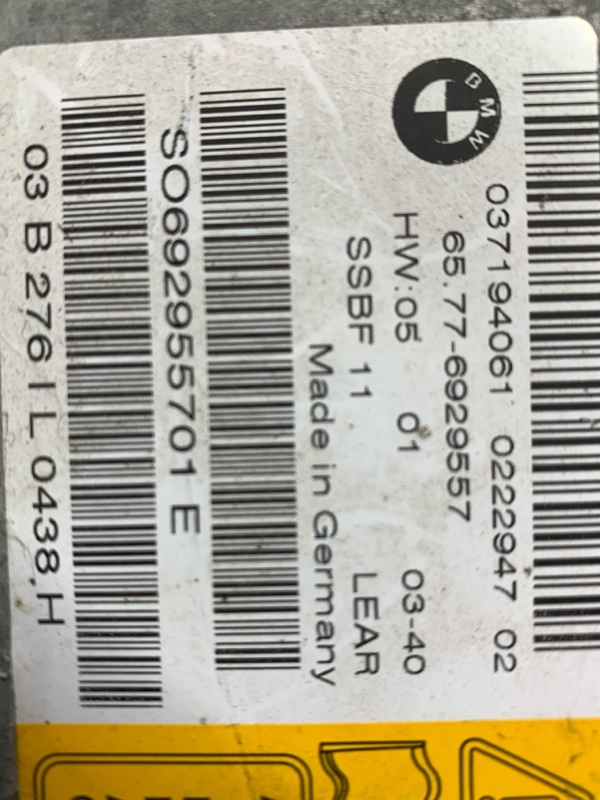 BMW
037194061 0222947 02
65.77-6929557
HW:05 01 03-40
SSBF 11 LEAR
Made in Germany
S0692955701 E
03 B 276 I L 0438,H